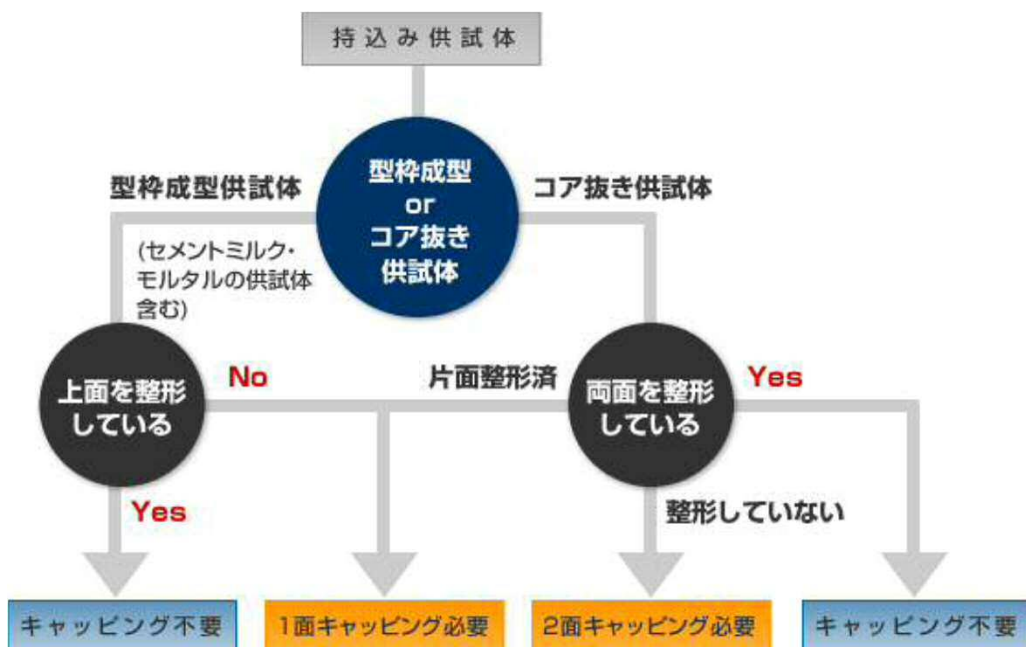 持込み供試体
型枠成型
or
コア抜き
供試体
型枠成型供試体
コア抜き供試体
(セメントミルク・
モルタルの供試体
含む)
上面を整形
している
No
片面整形済
両面を整形
している
Yes
Yes
整形していない
キャッピング不要
1面キャッピング必要
2面キャッピング必要
キャッピング不要